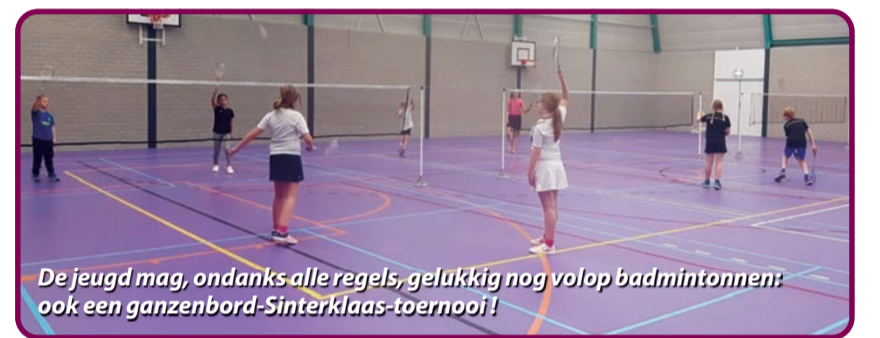 De jeugd mag, ondanks alle regels, gelukkig nog volop badmintonnen:
ook een ganzenbord-Sinterklaas-toernooi!